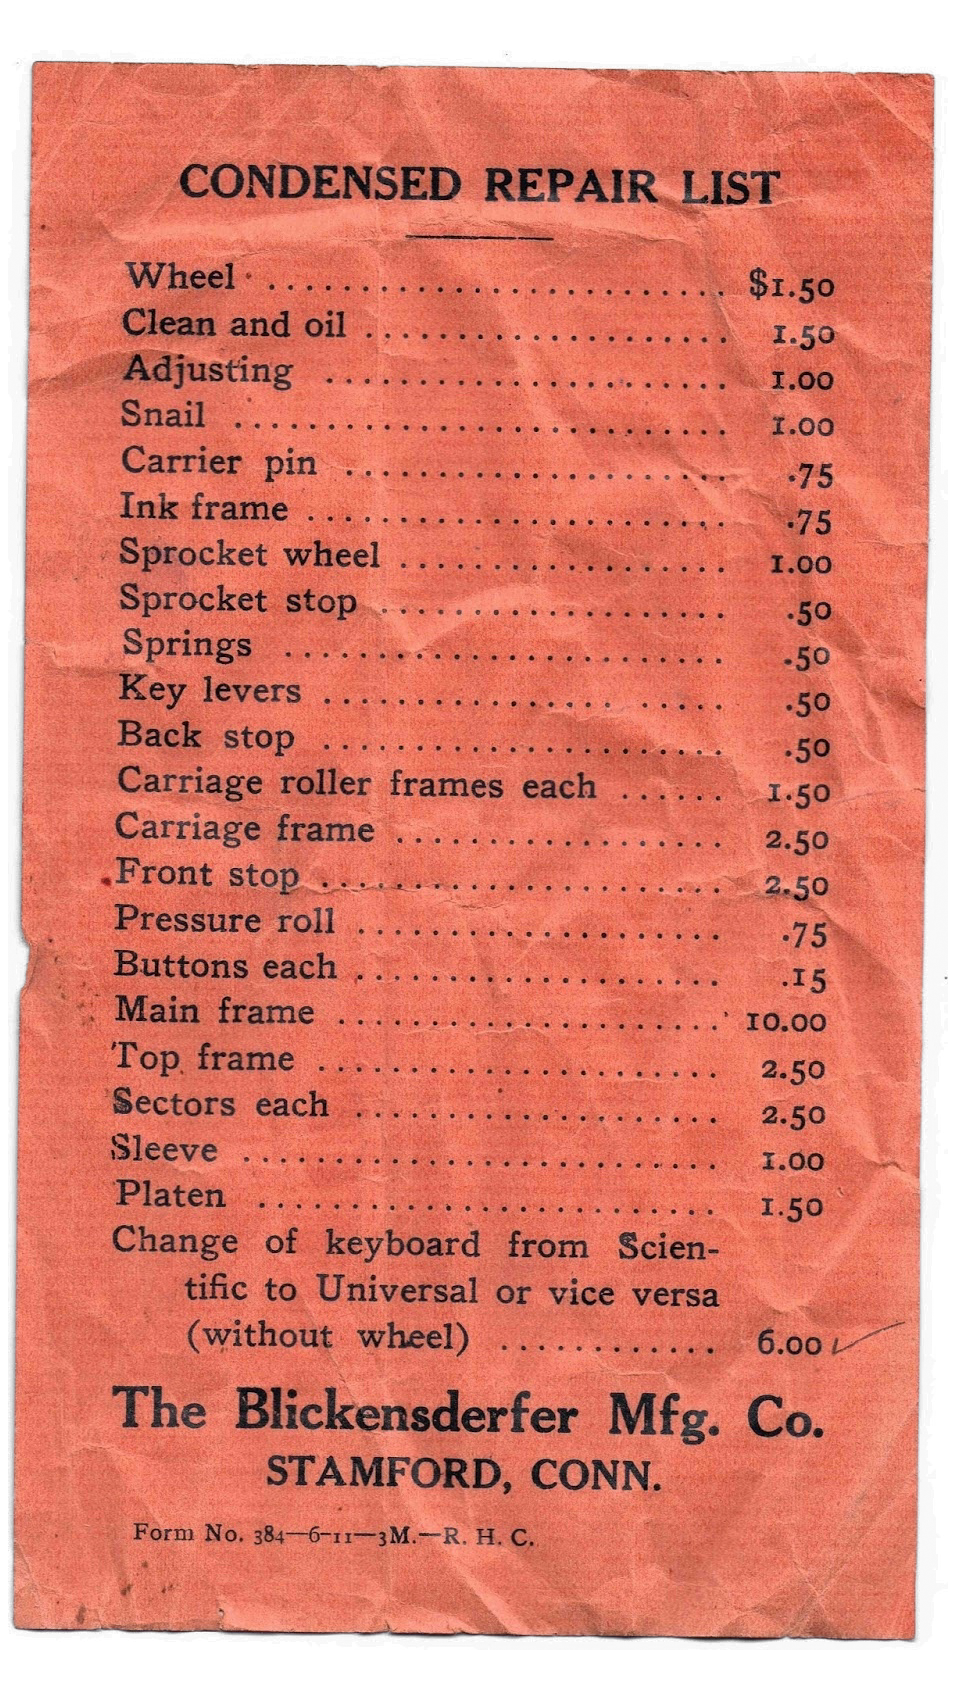 CONDENSED REPAIR LIST
Wheel ......................... $1.50
Clean and oil .................... 1.50
Adjusting ...................... 1.00
Snail ........................... 1.00
Carrier pin ..................... .75
Ink frame ....................... .75
Sprocket wheel .................. 1.00
Sprocket stop ................... .50
Springs ........................ .50
Key levers ...................... .50
Back stop ...................... .50
Carriage roller frames each ...... 1.50
Carriage frame .................. 2.50
Front stop ...................... 2.50
Pressure roll .................... .75
Buttons each .................... .15
Main frame ..................... 10.00
Top frame ...................... 2.50
Sectors each .................... 2.50
Sleeve .......................... 1.00
Platen ......................... 1.50
Change of keyboard from Scien-
tific to Universal or vice versa
(without wheel) ............ 6.00 ✓
The Blickensderfer Mfg. Co.
STAMFORD, CONN.
Form No. 384—6-11—3M.—R. H. C.